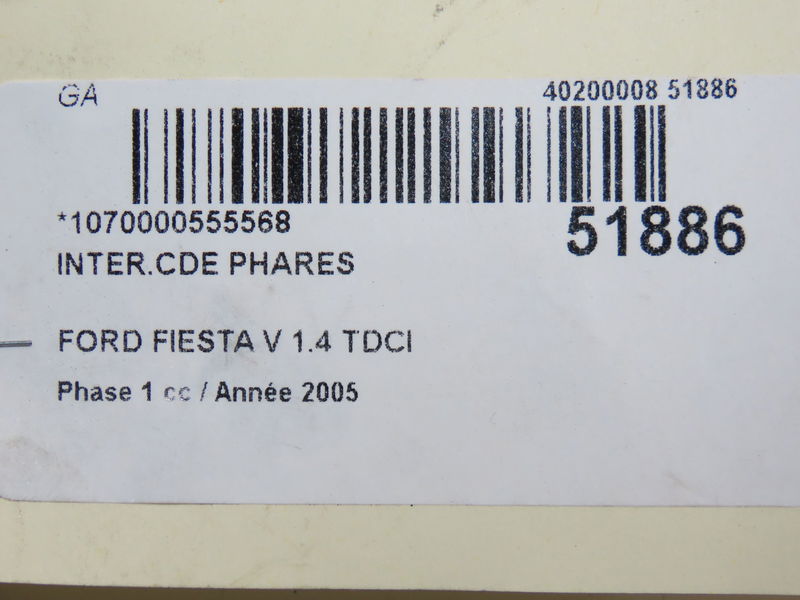 GA 40200008 51886
*1070000555568 51886
INTER.CDE PHARES
FORD FIESTA V 1.4 TDCI
Phase 1 cc / Année 2005